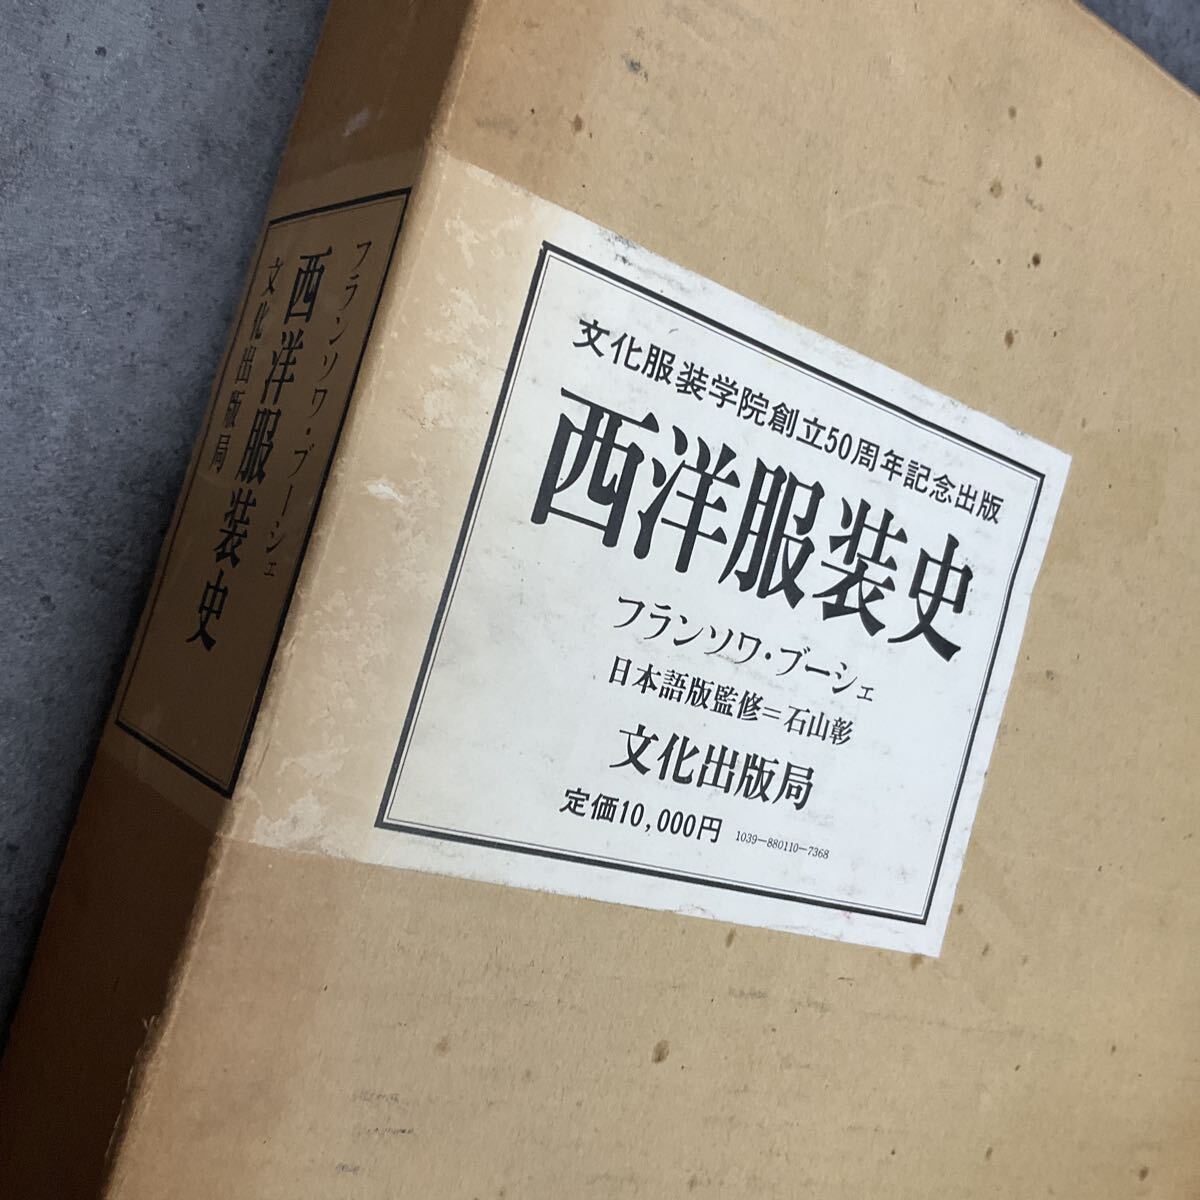 文化服装学院創立50周年記念出版
西洋服装史
フランソワ・ブーシェ
日本語版監修＝石山彰
文化出版局
定価10,000円 1039—880110—7368
フランソワ・ブーシェ
西洋服装史
文化出版局